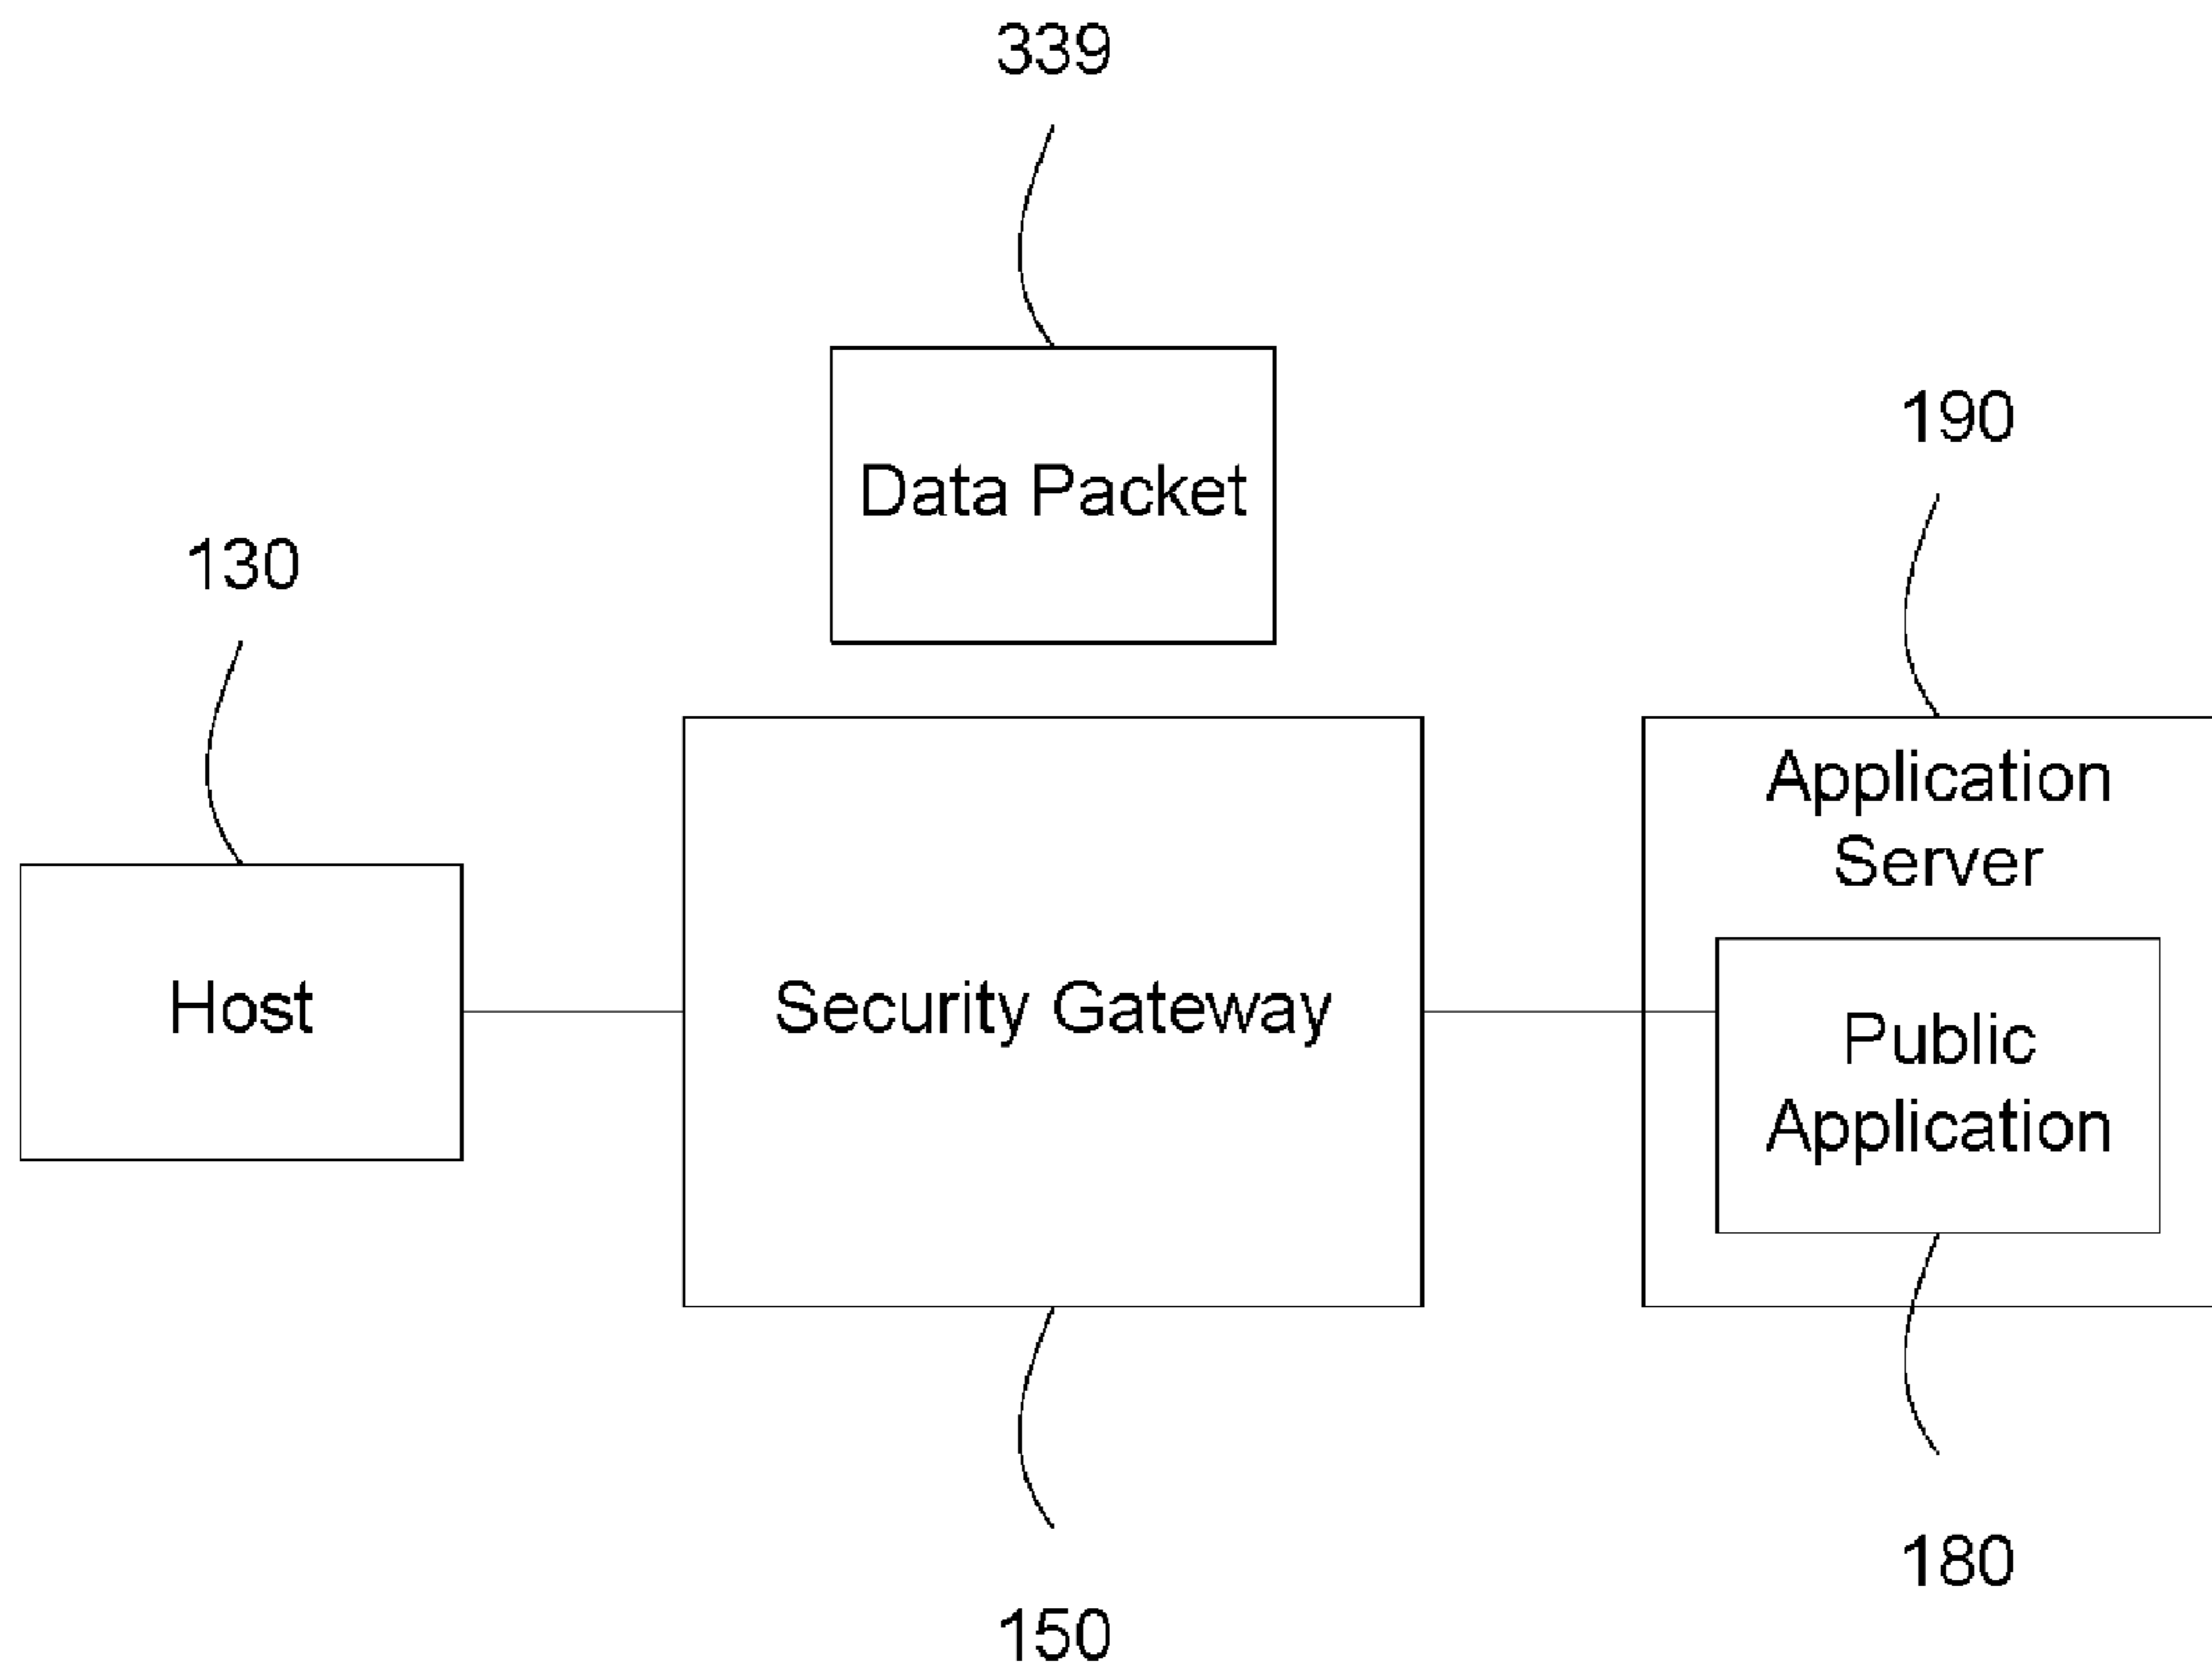 339
Data Packet
190
130
Application
Server
Host
Security Gateway
Public
Application
180
150